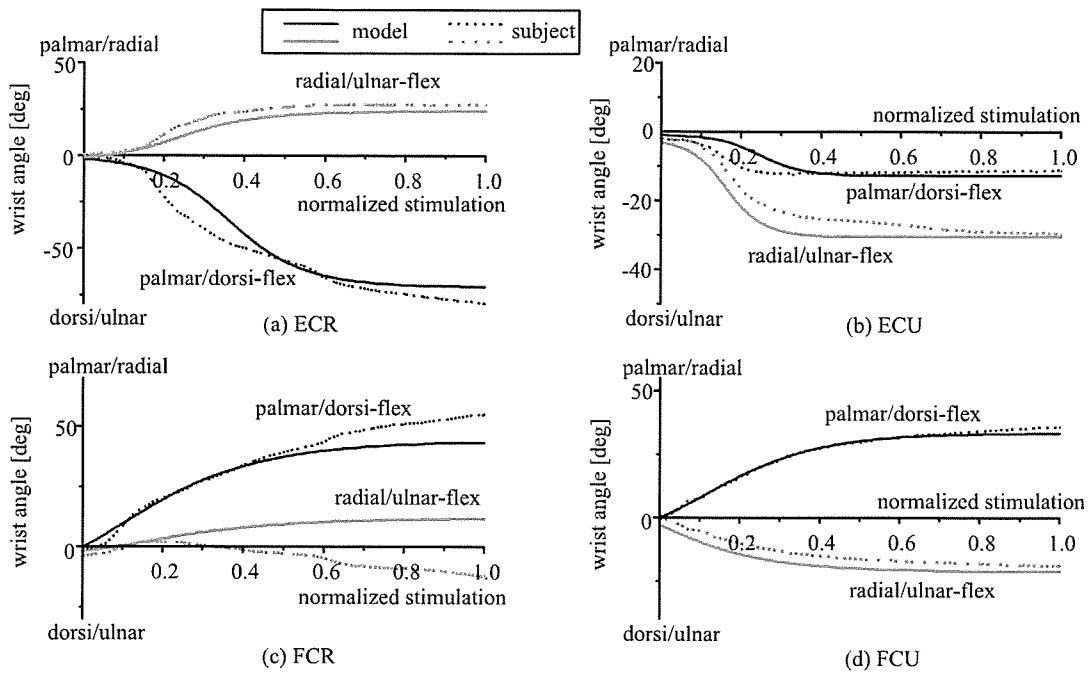 model
subject
palmar/radial
50
0
-50
wrist angle [deg]
radial/ulnar-flex
0.2
0.4
0.6
0.8
1.0
normalized stimulation
palmar/dorsi-flex
dorsi/ulnar
(a) ECR
palmar/radial
20
0
-20
-40
wrist angle [deg]
normalized stimulation
0.2
0.4
0.6
0.8
1.0
palmar/dorsi-flex
radial/ulnar-flex
dorsi/ulnar
(b) ECU
palmar/radial
50
0
wrist angle [deg]
palmar/dorsi-flex
radial/ulnar-flex
0.2
0.4
0.6
0.8
1.0
normalized stimulation
dorsi/ulnar
(c) FCR
palmar/radial
50
0
wrist angle [deg]
palmar/dorsi-flex
normalized stimulation
0.2
0.4
0.6
0.8
1.0
radial/ulnar-flex
dorsi/ulnar
(d) FCU